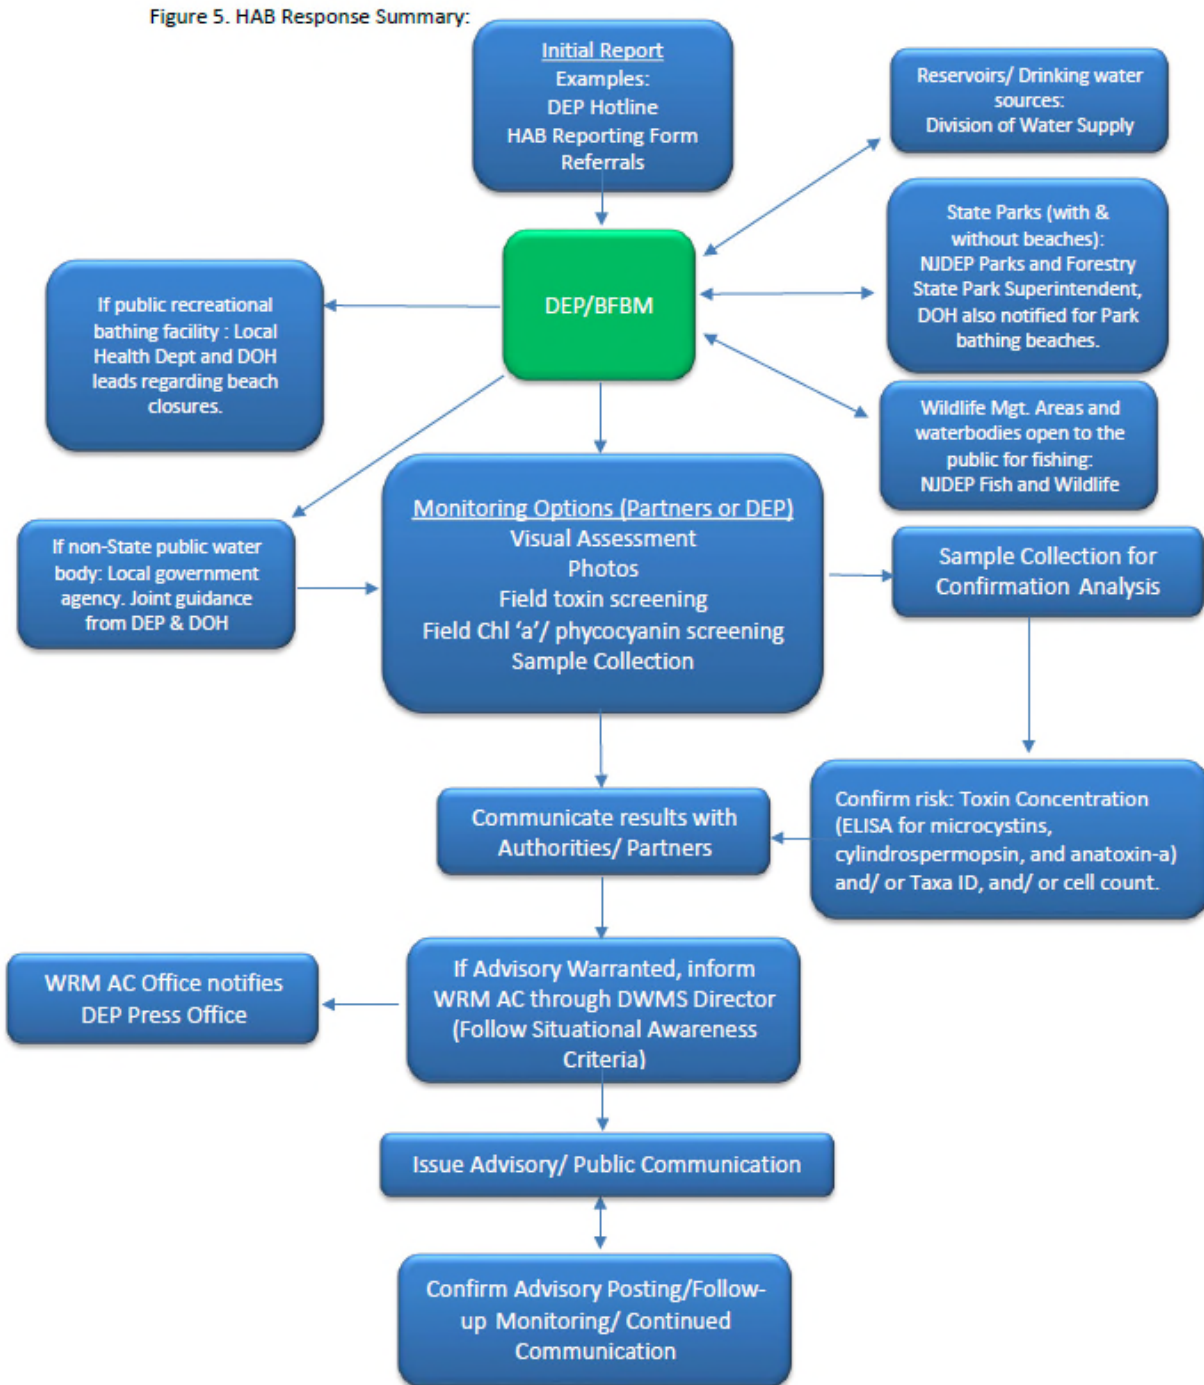 Figure 5. HAB Response Summary:
Initial Report
Examples:
DEP Hotline
HAB Reporting Form
Referrals
Reservoirs/ Drinking water
sources:
Division of Water Supply
State Parks (with &
without beaches):
NJDEP Parks and Forestry
State Park Superintendent,
DOH also notified for Park
bathing beaches.
DEP/BFBM
If public recreational
bathing facility : Local
Health Dept and DOH
leads regarding beach
closures.
Wildlife Mgt. Areas and
waterbodies open to the
public for fishing:
NJDEP Fish and Wildlife
If non-State public water
body: Local government
agency. Joint guidance
from DEP & DOH
Monitoring Options (Partners or DEP)
Visual Assessment
Photos
Field toxin screening
Field Chl ‘a’/ phycocyanin screening
Sample Collection
Sample Collection for
Confirmation Analysis
Confirm risk: Toxin Concentration
(ELISA for microcystins,
cylindrospermopsin, and anatoxin-a)
and/ or Taxa ID, and/ or cell count.
Communicate results with
Authorities/ Partners
If Advisory Warranted, inform
WRM AC through DWMS Director
(Follow Situational Awareness
Criteria)
WRM AC Office notifies
DEP Press Office
Issue Advisory/ Public Communication
Confirm Advisory Posting/Follow-
up Monitoring/ Continued
Communication